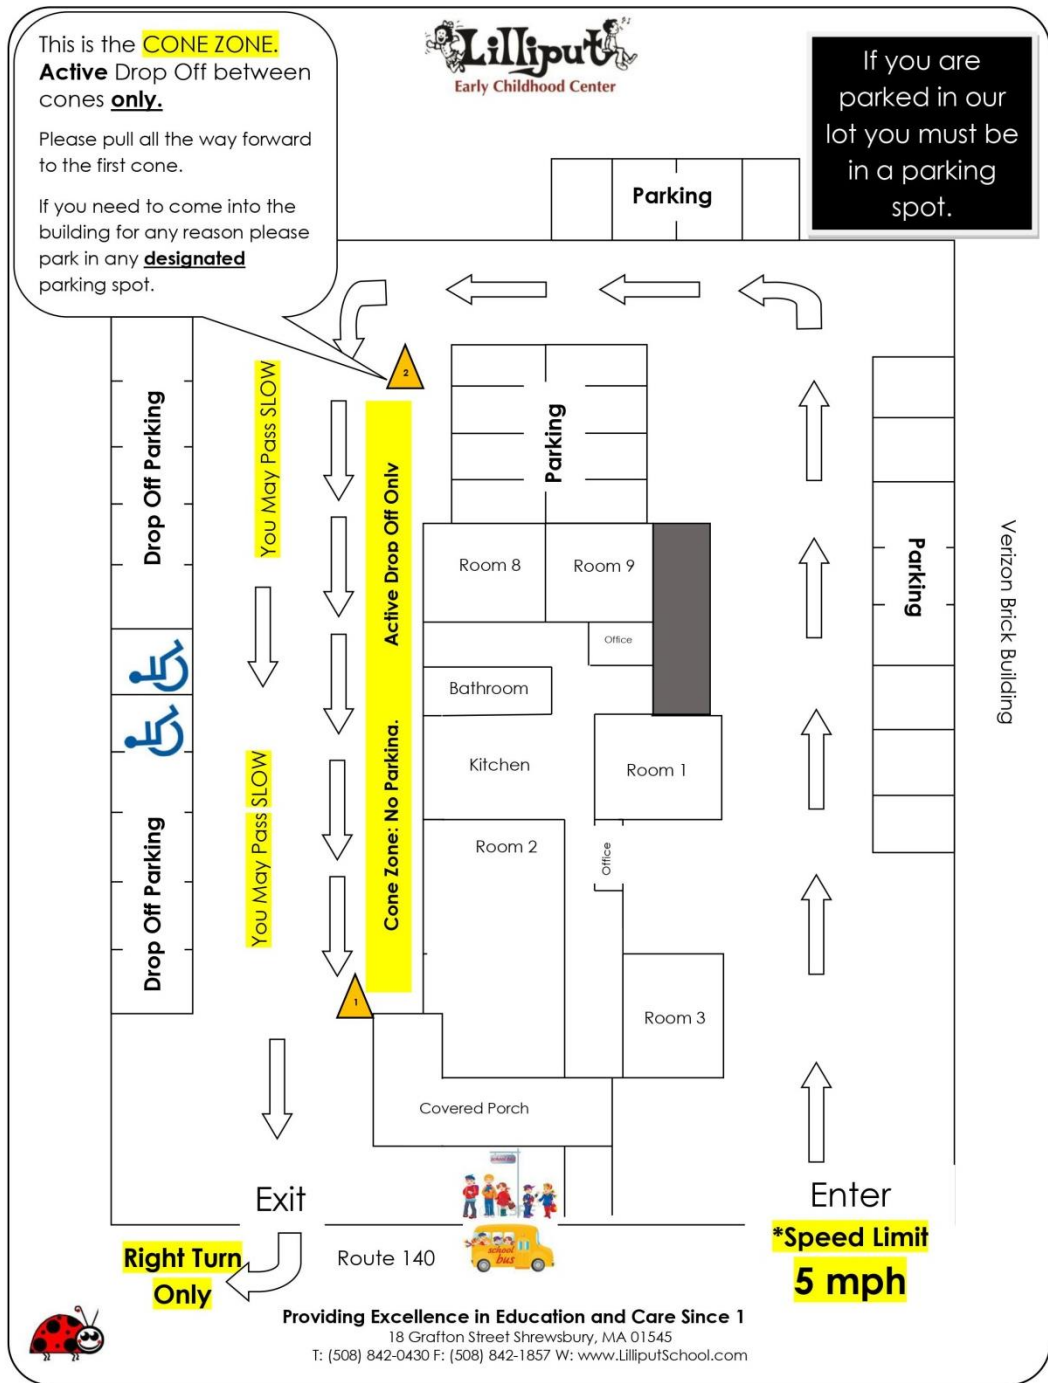 This is the CONE ZONE.
Active Drop Off between
cones only.
Please pull all the way forward
to the first cone.
If you need to come into the
building for any reason please
park in any designated
parking spot.
Lilliput
Early Childhood Center
If you are
parked in our
lot you must be
in a parking
spot.
Parking
2
Drop Off Parking
You May Pass SLOW
Active Drop Off Only
Parking
Room 8
Room 9
Office
Bathroom
Kitchen
Room 1
Parking
Verizon Brick Building
Drop Off Parking
You May Pass SLOW
Cone Zone: No Parking.
Room 2
Office
1
Room 3
Covered Porch
Exit
Enter
Right Turn
Only
Route 140
school
bus
*Speed Limit
5 mph
Providing Excellence in Education and Care Since 1
18 Grafton Street Shrewsbury, MA 01545
T: (508) 842-0430 F: (508) 842-1857 W: www.LilliputSchool.com